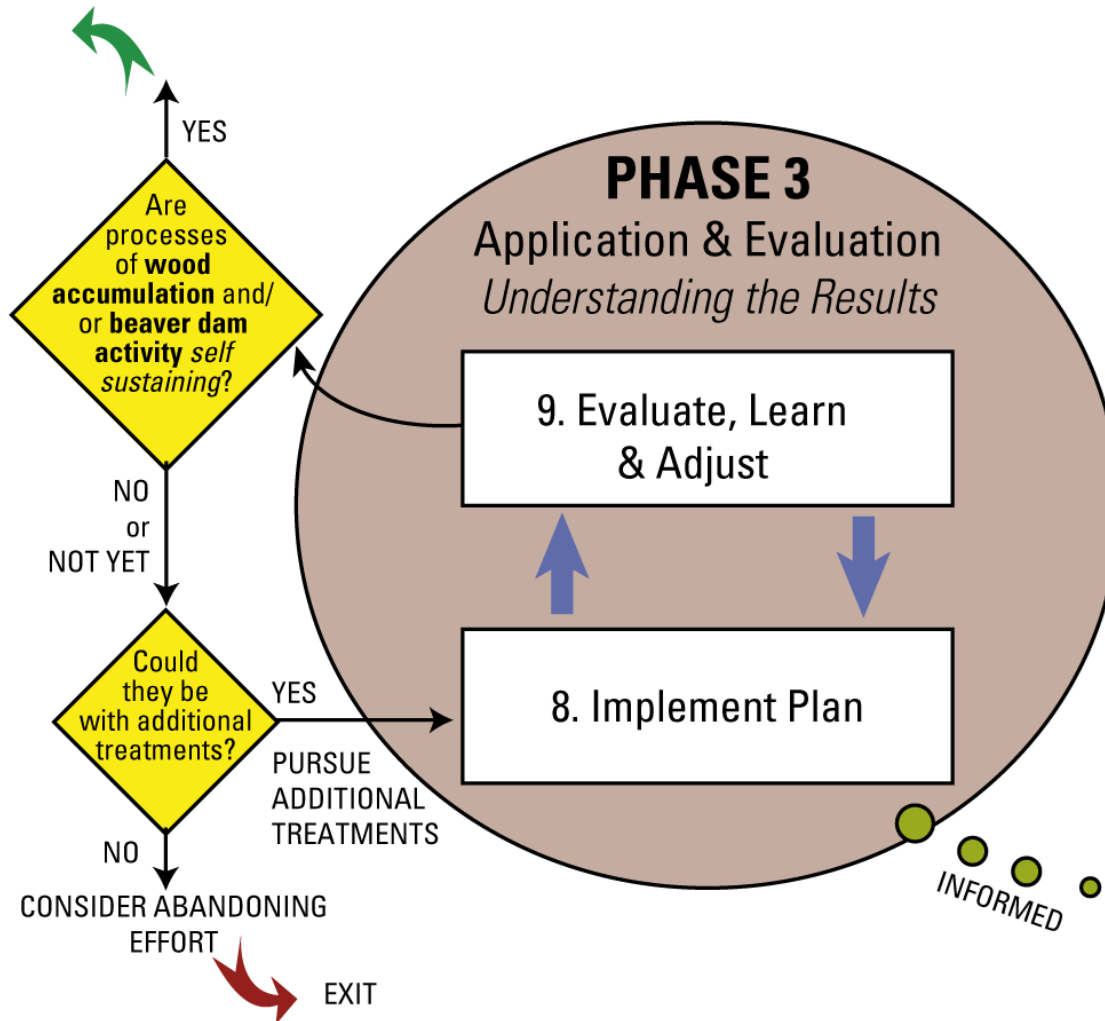 YES
Are
processes
of wood
accumulation and/
or beaver dam
activity self
sustaining?
PHASE 3
Application & Evaluation
Understanding the Results
9. Evaluate, Learn
& Adjust
NO
or
NOT YET
Could
they be
with additional
treatments?
YES
PURSUE
ADDITIONAL
TREATMENTS
8. Implement Plan
NO
CONSIDER ABANDONING
EFFORT
EXIT
INFORMED